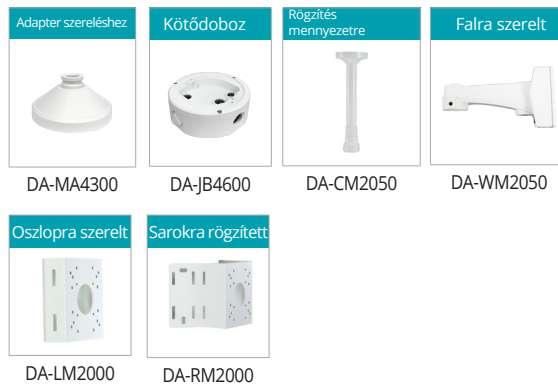 Adapter szereléshez
DA-MA4300
Kötődoboz
DA-JB4600
Rögzítés
mennyezetre
DA-CM2050
Falra szerelt
DA-WM2050
Oszlopra szerelt
DA-LM2000
Sarokra rögzített
DA-RM2000